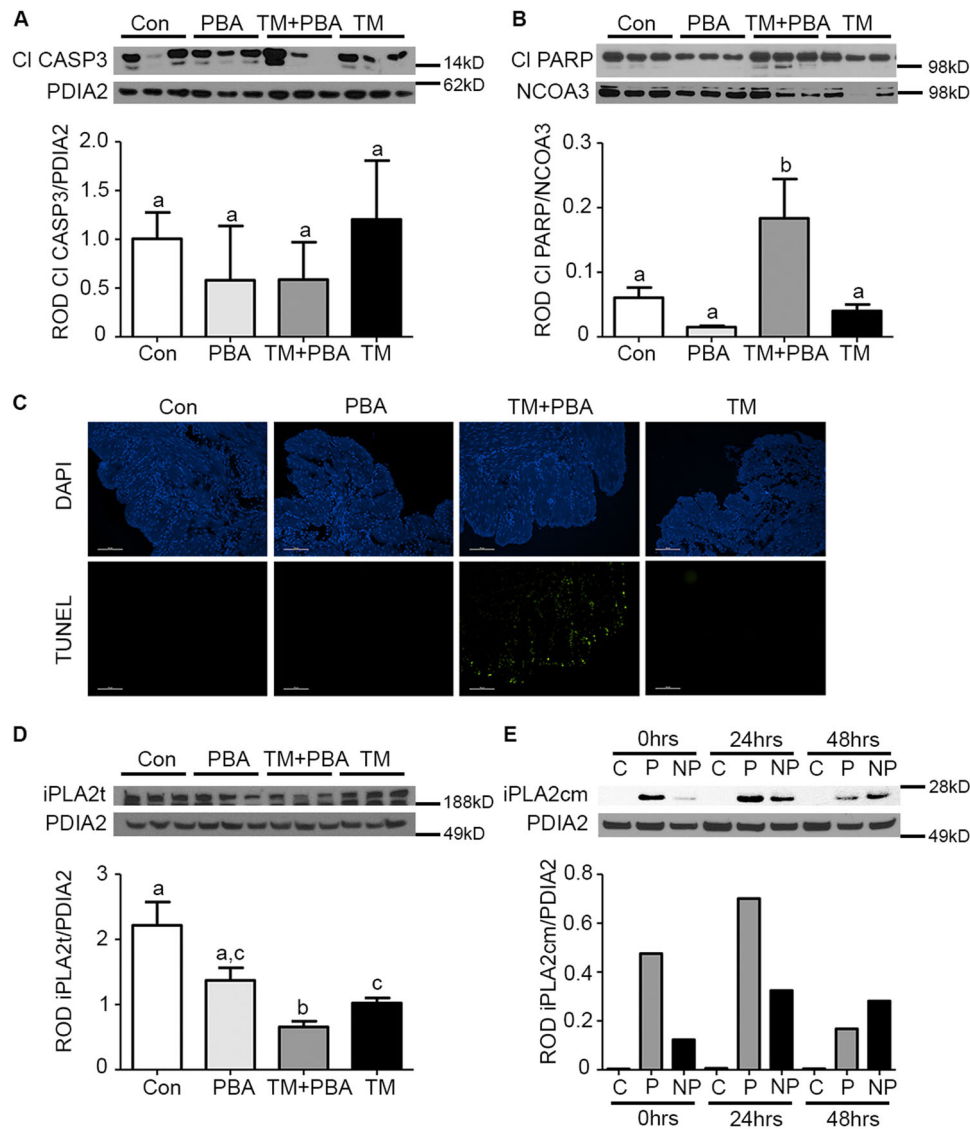 A
Con PBA TM+PBA TM
Cl CASP3
14kD
PDIA2
62kD
ROD Cl CASP3/PDIA2
2.0
1.5
1.0
0.5
0
a
a
a
a
Con PBA TM+PBA TM
B
Con PBA TM+PBA TM
Cl PARP
98kD
NCOA3
98kD
ROD Cl PARP/NCOA3
0.3
0.2
0.1
0
a
a
b
a
Con PBA TM+PBA TM
C
Con PBA TM+PBA TM
DAPI
TUNEL
D
Con PBA TM+PBA TM
iPLA2t
188kD
PDIA2
49kD
ROD iPLA2t/PDIA2
3
2
1
0
a
a,c
b
c
Con PBA TM+PBA TM
E
0hrs 24hrs 48hrs
C P NP C P NP C P NP
iPLA2cm
28kD
PDIA2
49kD
ROD iPLA2cm/PDIA2
0.8
0.6
0.4
0.2
0
C P NP C P NP C P NP
0hrs 24hrs 48hrs